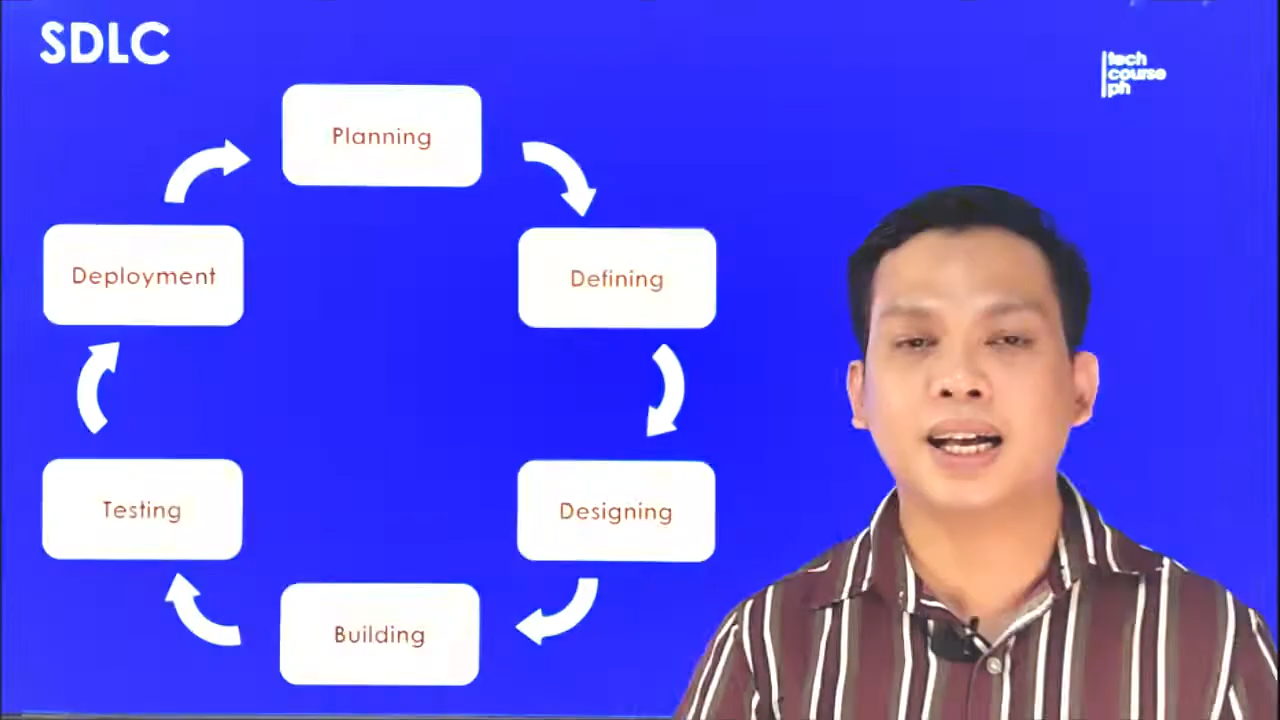 SDLC
tech
course
ph
Planning
Deployment
Defining
Testing
Designing
Building